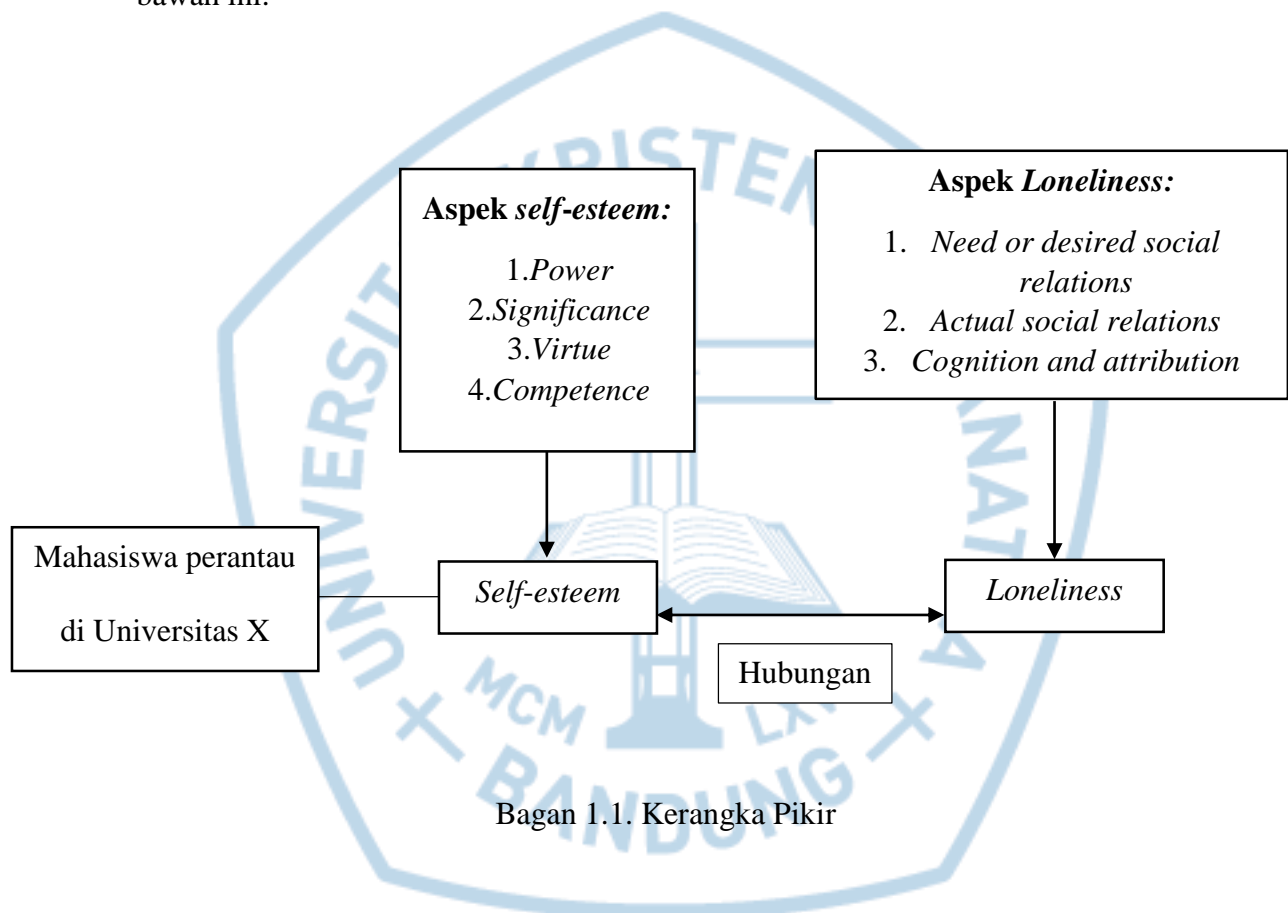 Aspek self-esteem:
1.Power
2.Significance
3.Virtue
4.Competence
Aspek Loneliness:
1. Need or desired social
relations
2. Actual social relations
3. Cognition and attribution
Mahasiswa perantau
di Universitas X
Self-esteem
Loneliness
Hubungan
Bagan 1.1. Kerangka Pikir
MCM
BANDUNG